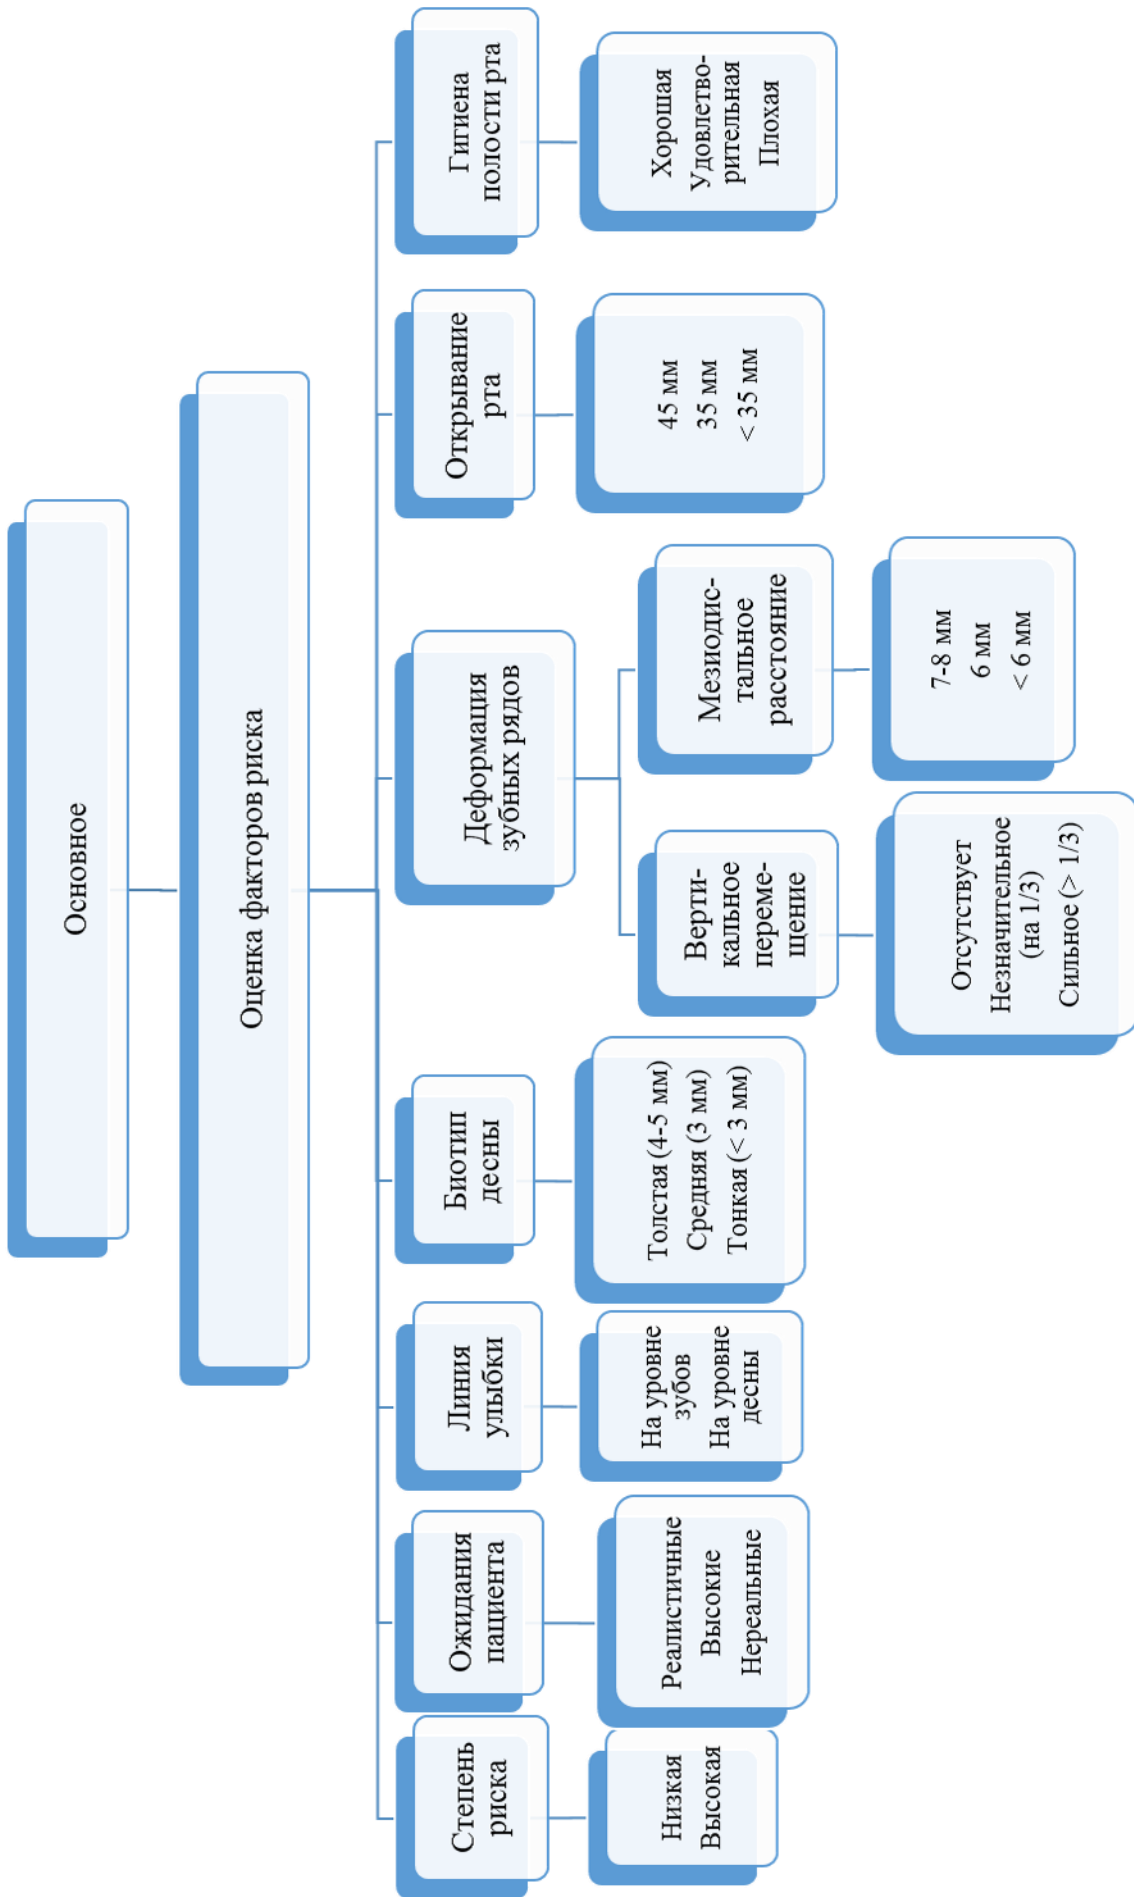 Основное
Оценка факторов риска
Степень
риска
Низкая
Высокая
Ожидания
пациента
Реалистичные
Высокие
Нереальные
Линия
улыбки
На уровне
зубов
На уровне
десны
Биотип
десны
Толстая (4-5 мм)
Средняя (3 мм)
Тонкая (< 3 мм)
Деформация
зубных рядов
Верти-
кальное
переме-
щение
Отсутствует
Незначительное
(на 1/3)
Сильное (> 1/3)
Мезиодис-
тальное
расстояние
7-8 мм
6 мм
< 6 мм
Открывание
рта
45 мм
35 мм
< 35 мм
Гигиена
полости рта
Хорошая
Удовлетво-
рительная
Плохая